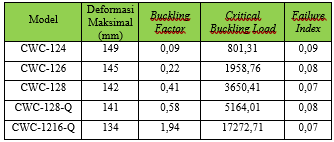 Model Deformasi Maksimal (mm) Buckling Factor Critical Buckling Load Failure Index
CWC-124 149 0,09 801,31 0,09
CWC-126 145 0,22 1958,76 0,08
CWC-128 142 0,41 3650,41 0,07
CWC-128-Q 141 0,58 5164,01 0,08
CWC-1216-Q 134 1,94 17272,71 0,07